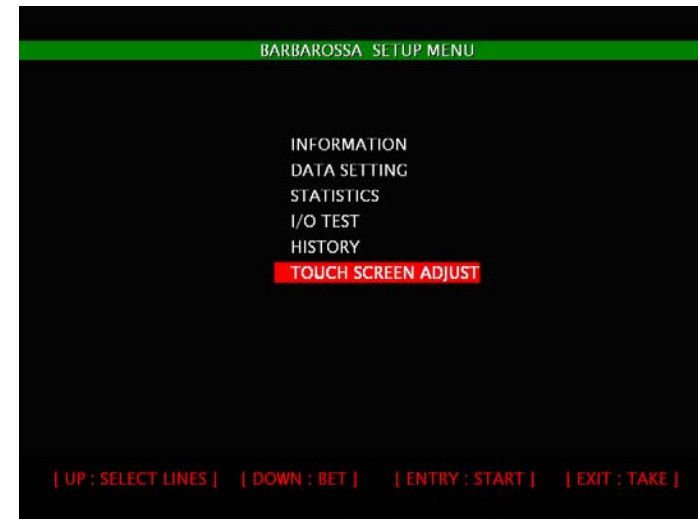 BARBAROSSA SETUP MENU
INFORMATION
DATA SETTING
STATISTICS
I/O TEST
HISTORY
TOUCH SCREEN ADJUST
[ UP : SELECT LINES ] [ DOWN : BET ] [ ENTRY : START ] [ EXIT : TAKE ]